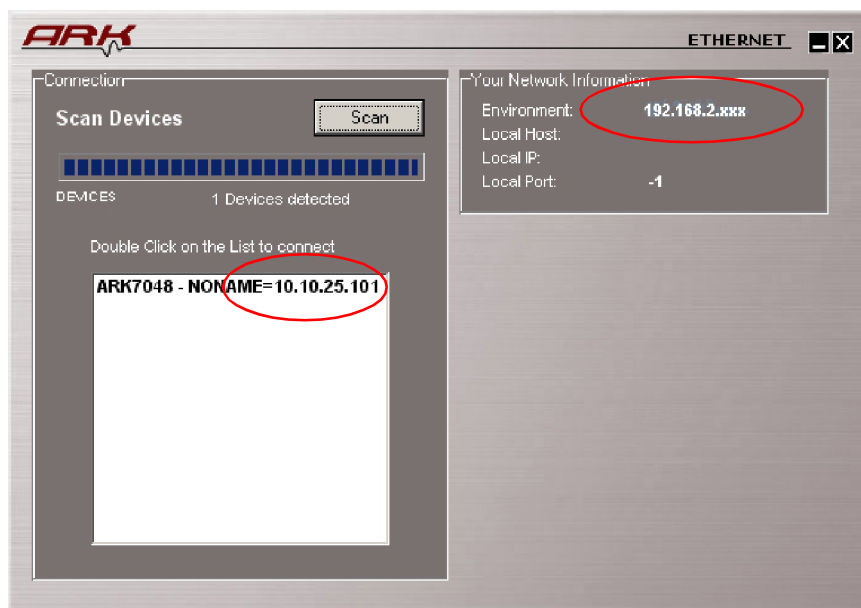 ARK
ETHERNET
Connection
Scan Devices
Scan
DEVICES
1 Devices detected
Double Click on the List to connect
ARK7048 - NONAME=10.10.25.101
Your Network Information
Environment: 192.168.2.xxx
Local Host:
Local IP:
Local Port: -1